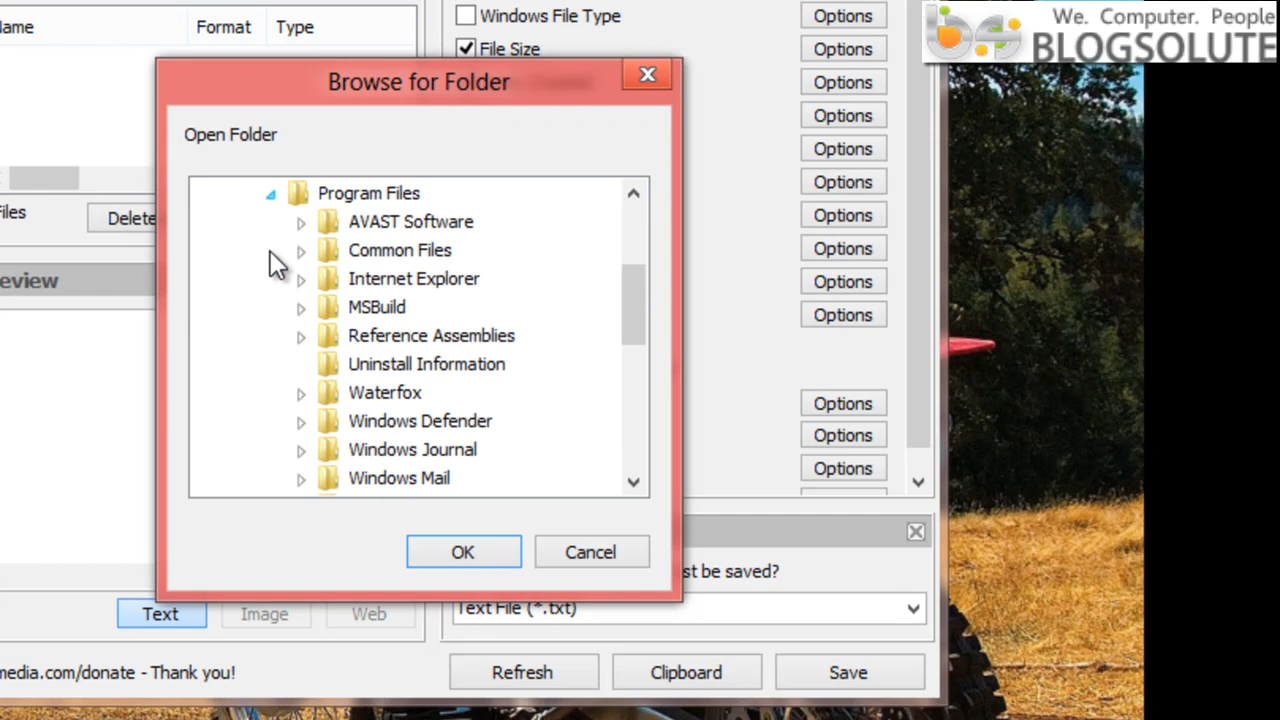 Name Format Type
Windows File Type Options
We. Computer. People
BLOGSOLUTE
File Size Options
Browse for Folder
Options
Open Folder
Options
Options
Program Files
Options
AVAST Software
Options
Common Files
Options
Internet Explorer
Options
MSBuild
Options
Reference Assemblies
Uninstall Information
Waterfox
Options
Windows Defender
Options
Windows Journal
Options
Windows Mail
iles Delete
eview
OK Cancel
st be saved?
Text File (*.txt)
Text Image Web
media.com/donate - Thank you!
Refresh Clipboard Save